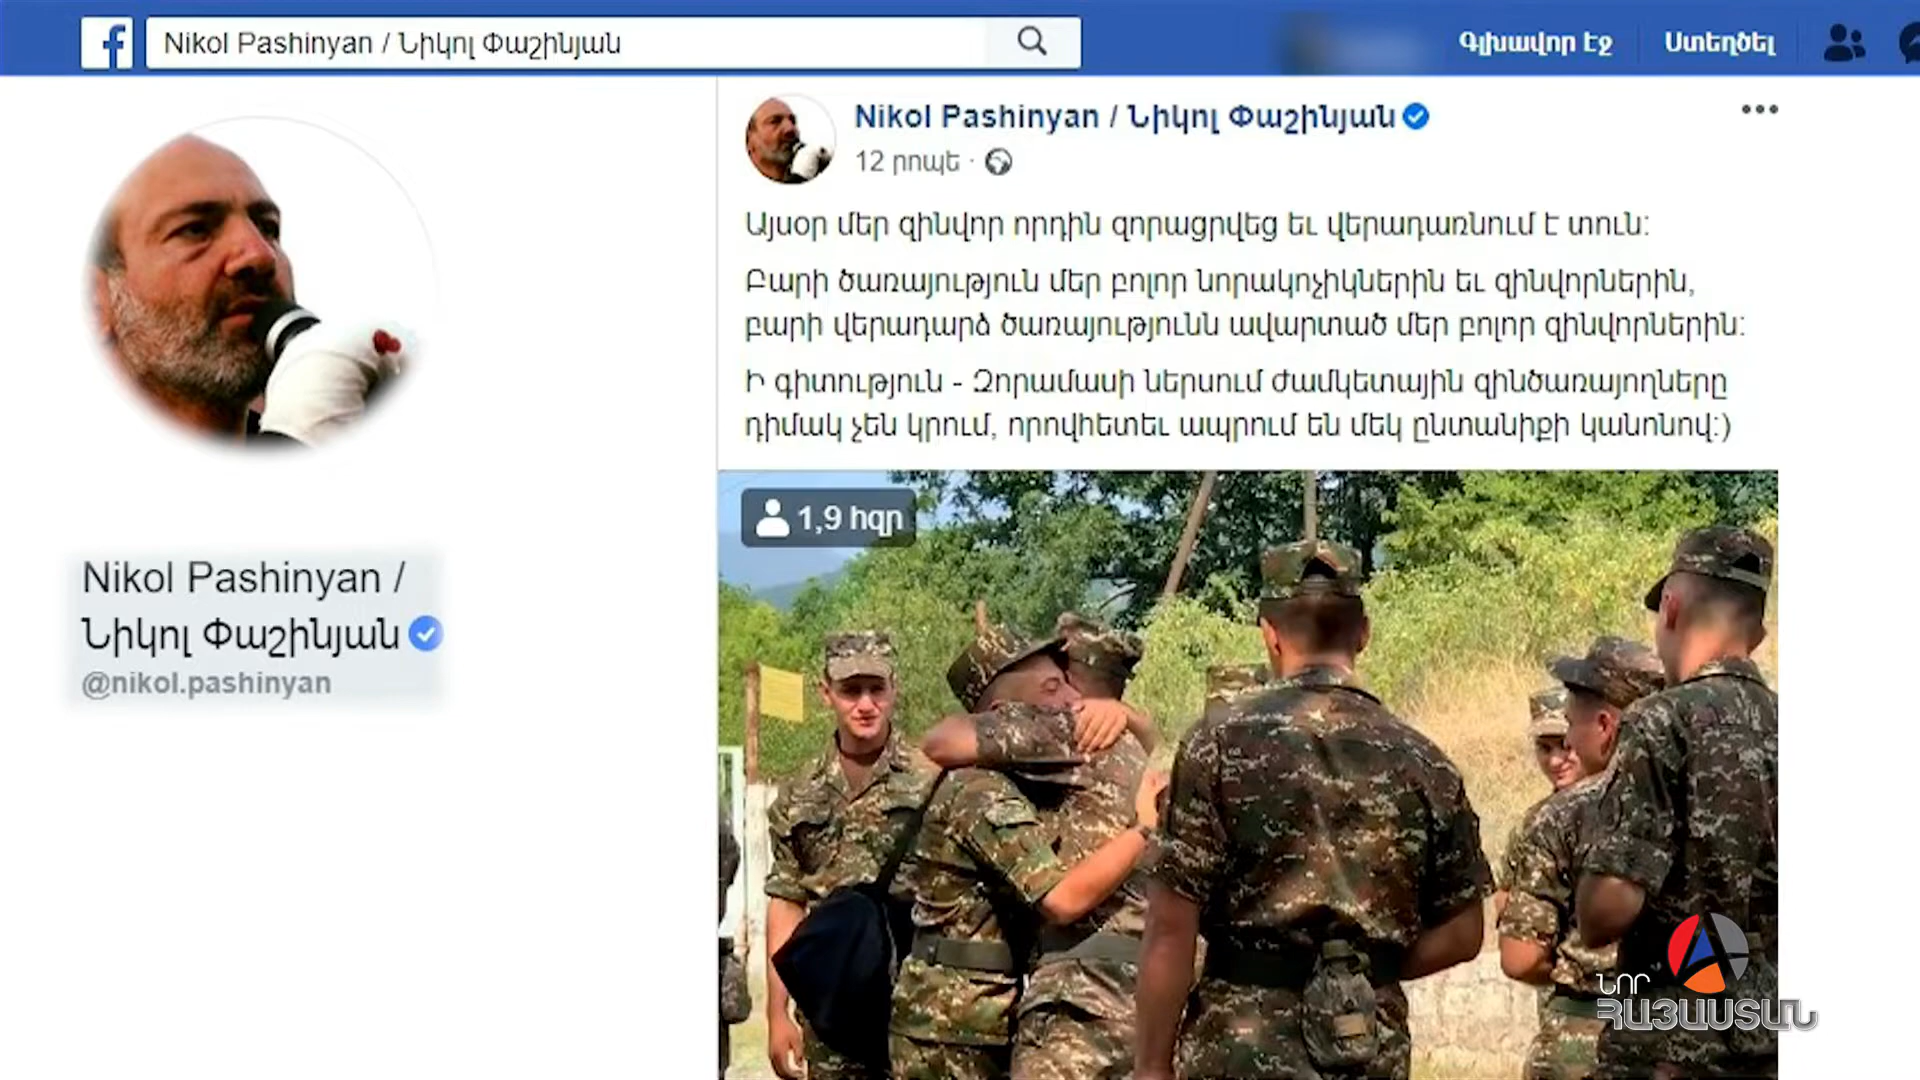 Nikol Pashinyan / Նիկոլ Փաշինյան
Գլխավոր էջ
Ստեղծել
Nikol Pashinyan / Նիկոլ Փաշինյան
12 րոպե ·
Այսօր մեր զինվոր որդին զորացրվեց եւ վերադառնում է տուն:
Բարի ծառայություն մեր բոլոր նորակոչիկներին եւ զինվորներին,
բարի վերադարձ ծառայությունն ավարտած մեր բոլոր զինվորներին:
Ի գիտություն - Զորամասի ներսում ժամկետային զինծառայողները
դիմակ չեն կրում, որովհետեւ ապրում են մեկ ընտանիքի կանոնով:)
1,9 հզր
Nikol Pashinyan /
Նիկոլ Փաշինյան
@nikol.pashinyan
ՆՈՐ
ՀԱՅԱՍՏԱՆ